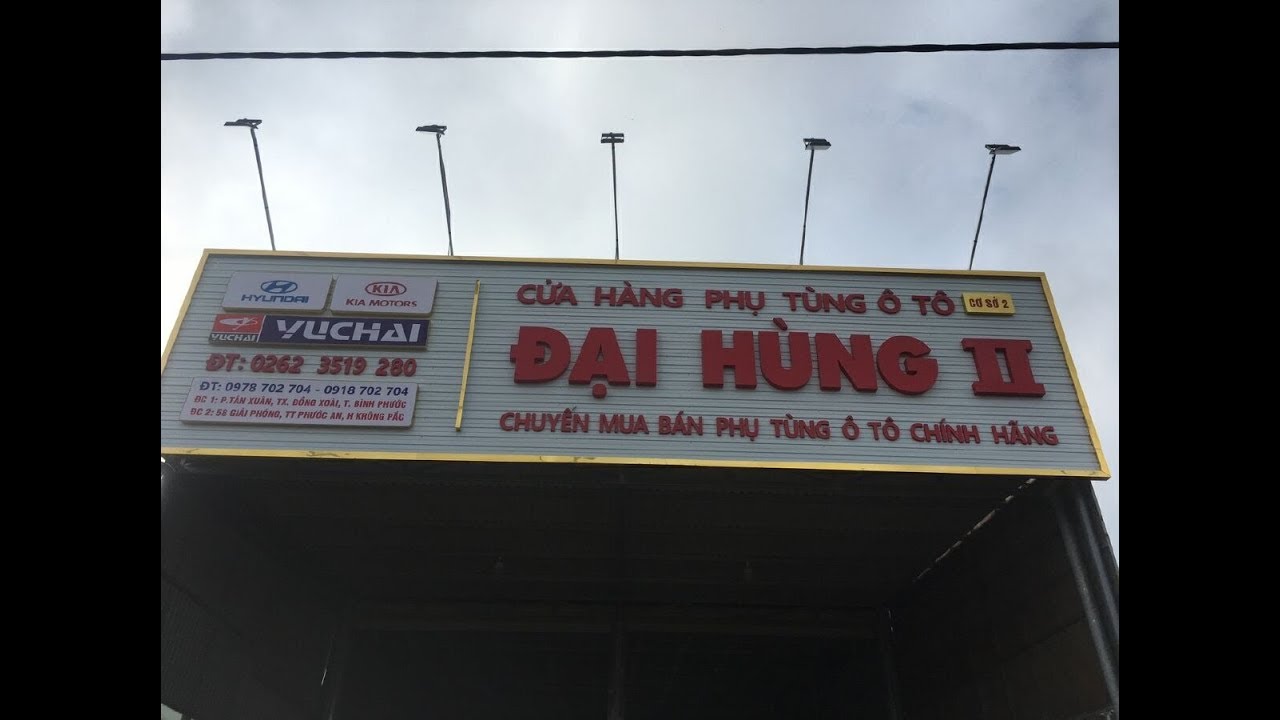 HYUNDAI
KIA
KIA MOTORS
YUCHAI
YUCHAI
ĐT: 0262 3519 280
ĐT: 0978 702 704 - 0918 702 704
ĐC 1: P.TÂN XUÂN, TX. ĐỒNG XOÀI, T. BÌNH PHƯỚC
ĐC 2: 58 GIẢI PHÓNG, TT PHƯỚC AN, H KRÔNG PẮC
CỬA HÀNG PHỤ TÙNG Ô TÔ
CƠ SỞ 2
ĐẠI HÙNG II
CHUYÊN MUA BÁN PHỤ TÙNG Ô TÔ CHÍNH HÃNG